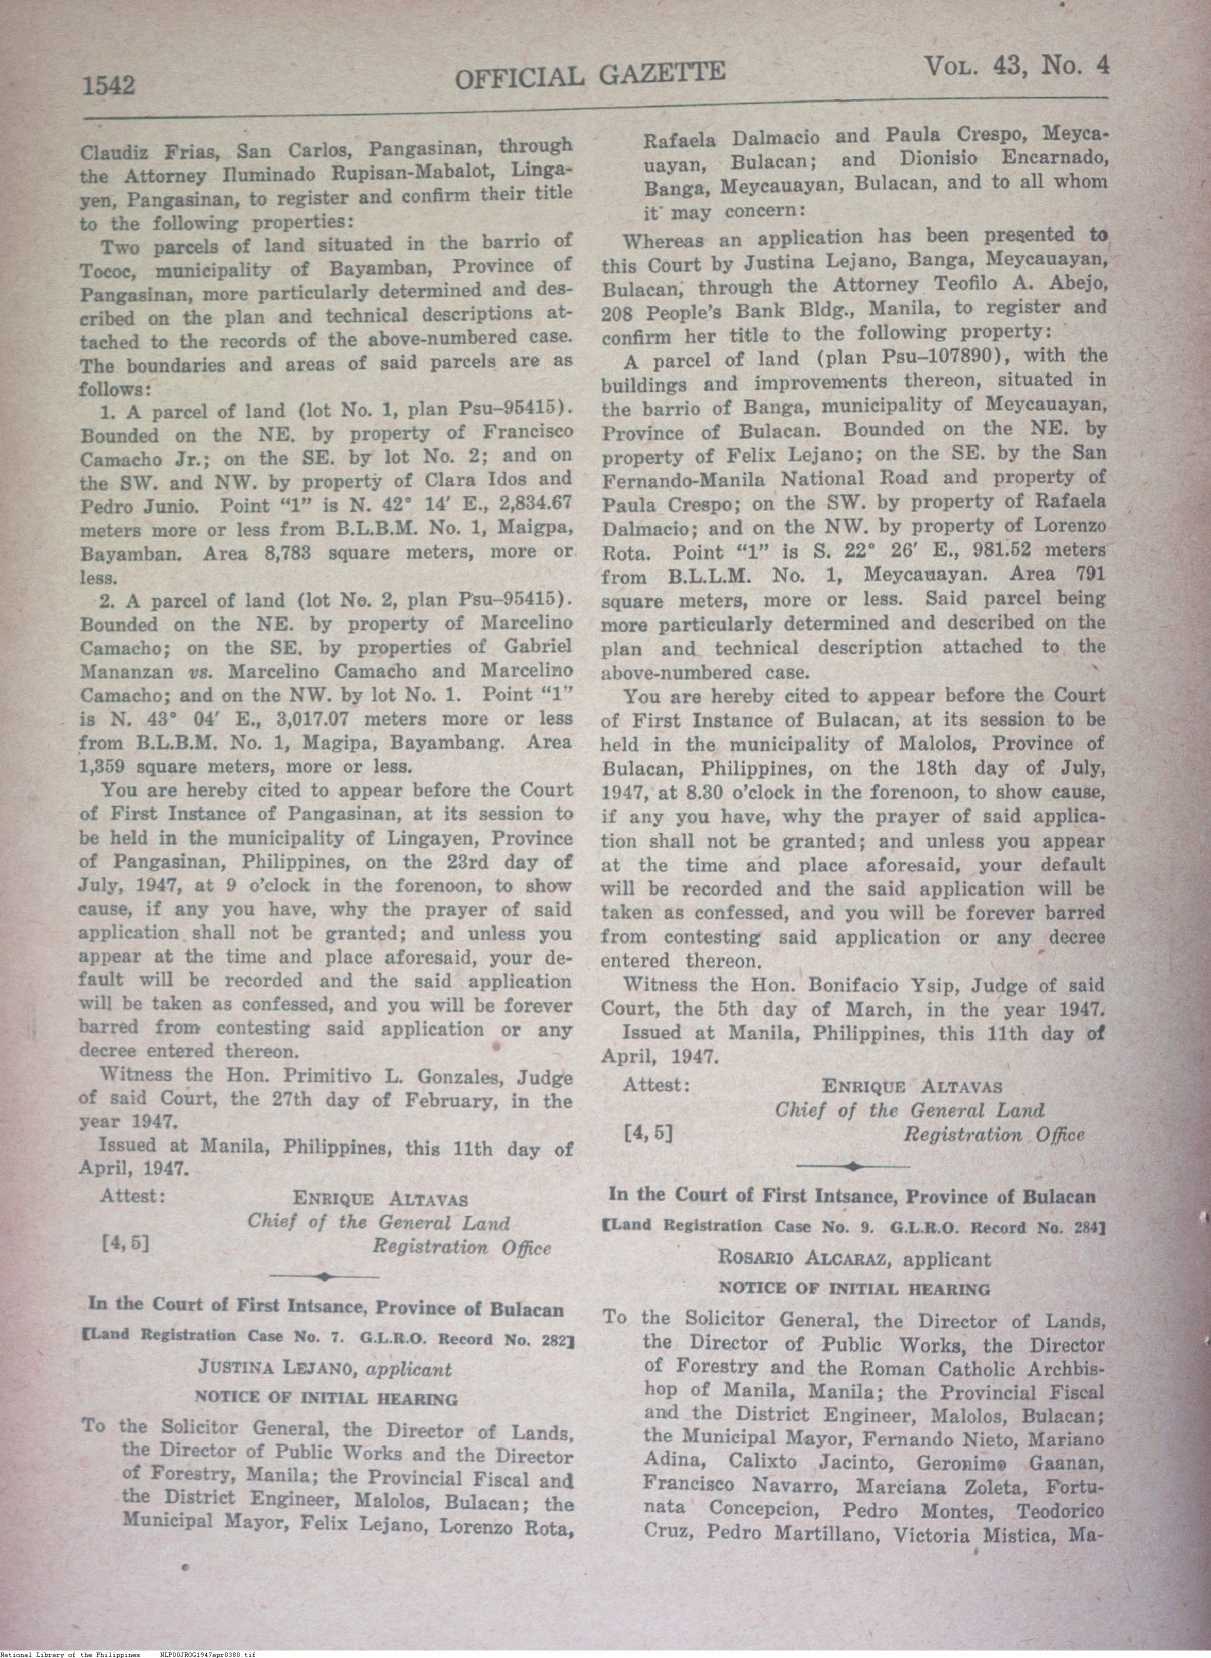 1542
OFFICIAL GAZETTE
VOL. 43, No. 4
Claudiz Frias, San Carlos, Pangasinan, through
the Attorney Iluminado Rupisan-Mabalot, Linga-
yen, Pangasinan, to register and confirm their title
to the following properties:
Two parcels of land situated in the barrio of
Tococ, municipality of Bayamban, Province of
Pangasinan, more particularly determined and des-
cribed on the plan and technical descriptions at-
tached to the records of the above-numbered case.
The boundaries and areas of said parcels are as
follows:
1. A parcel of land (lot No. 1, plan Psu–95415).
Bounded on the NE. by property of Francisco
Camacho Jr.; on the SE. by lot No. 2; and on
the SW. and NW. by property of Clara Idos and
Pedro Junio. Point “1” is N. 42° 14′ E., 2,834.67
meters more or less from B.L.B.M. No. 1, Maigpa,
Bayamban. Area 8,783 square meters, more or
less.
2. A parcel of land (lot No. 2, plan Psu–95415).
Bounded on the NE. by property of Marcelino
Camacho; on the SE. by properties of Gabriel
Mananzan vs. Marcelino Camacho and Marcelino
Camacho; and on the NW. by lot No. 1. Point “1”
is N. 43° 04′ E., 3,017.07 meters more or less
from B.L.B.M. No. 1, Magipa, Bayambang. Area
1,359 square meters, more or less.
You are hereby cited to appear before the Court
of First Instance of Pangasinan, at its session to
be held in the municipality of Lingayen, Province
of Pangasinan, Philippines, on the 23rd day of
July, 1947, at 9 o’clock in the forenoon, to show
cause, if any you have, why the prayer of said
application shall not be granted; and unless you
appear at the time and place aforesaid, your de-
fault will be recorded and the said application
will be taken as confessed, and you will be forever
barred from contesting said application or any
decree entered thereon.
Witness the Hon. Primitivo L. Gonzales, Judge
of said Court, the 27th day of February, in the
year 1947.
Issued at Manila, Philippines, this 11th day of
April, 1947.
Attest: ENRIQUE ALTAVAS
Chief of the General Land
[4, 5] Registration Office
In the Court of First Intsance, Province of Bulacan
[Land Registration Case No. 7. G.L.R.O. Record No. 282]
JUSTINA LEJANO, applicant
NOTICE OF INITIAL HEARING
To the Solicitor General, the Director of Lands,
the Director of Public Works and the Director
of Forestry, Manila; the Provincial Fiscal and
the District Engineer, Malolos, Bulacan; the
Municipal Mayor, Felix Lejano, Lorenzo Rota,
Rafaela Dalmacio and Paula Crespo, Meyca-
uayan, Bulacan; and Dionisio Encarnado,
Banga, Meycauayan, Bulacan, and to all whom
it may concern:
Whereas an application has been presented to
this Court by Justina Lejano, Banga, Meycauayan,
Bulacan, through the Attorney Teofilo A. Abejo,
208 People’s Bank Bldg., Manila, to register and
confirm her title to the following property:
A parcel of land (plan Psu–107890), with the
buildings and improvements thereon, situated in
the barrio of Banga, municipality of Meycauayan,
Province of Bulacan. Bounded on the NE. by
property of Felix Lejano; on the SE. by the San
Fernando-Manila National Road and property of
Paula Crespo; on the SW. by property of Rafaela
Dalmacio; and on the NW. by property of Lorenzo
Rota. Point “1” is S. 22° 26′ E., 981.52 meters
from B.L.L.M. No. 1, Meycauayan. Area 791
square meters, more or less. Said parcel being
more particularly determined and described on the
plan and technical description attached to the
above-numbered case.
You are hereby cited to appear before the Court
of First Instance of Bulacan, at its session to be
held in the municipality of Malolos, Province of
Bulacan, Philippines, on the 18th day of July,
1947, at 8.30 o’clock in the forenoon, to show cause,
if any you have, why the prayer of said applica-
tion shall not be granted; and unless you appear
at the time and place aforesaid, your default
will be recorded and the said application will be
taken as confessed, and you will be forever barred
from contesting said application or any decree
entered thereon.
Witness the Hon. Bonifacio Ysip, Judge of said
Court, the 5th day of March, in the year 1947.
Issued at Manila, Philippines, this 11th day of
April, 1947.
Attest: ENRIQUE ALTAVAS
Chief of the General Land
[4, 5] Registration Office
In the Court of First Intsance, Province of Bulacan
[Land Registration Case No. 9. G.L.R.O. Record No. 284]
ROSARIO ALCARAZ, applicant
NOTICE OF INITIAL HEARING
To the Solicitor General, the Director of Lands,
the Director of Public Works, the Director
of Forestry and the Roman Catholic Archbis-
hop of Manila, Manila; the Provincial Fiscal
and the District Engineer, Malolos, Bulacan;
the Municipal Mayor, Fernando Nieto, Mariano
Adina, Calixto Jacinto, Geronimo Gaanan,
Francisco Navarro, Marciana Zoleta, Fortu-
nata Concepcion, Pedro Montes, Teodorico
Cruz, Pedro Martillano, Victoria Mistica, Ma-
National Library of the Philippines NLP00JROG1947apr0388.tif